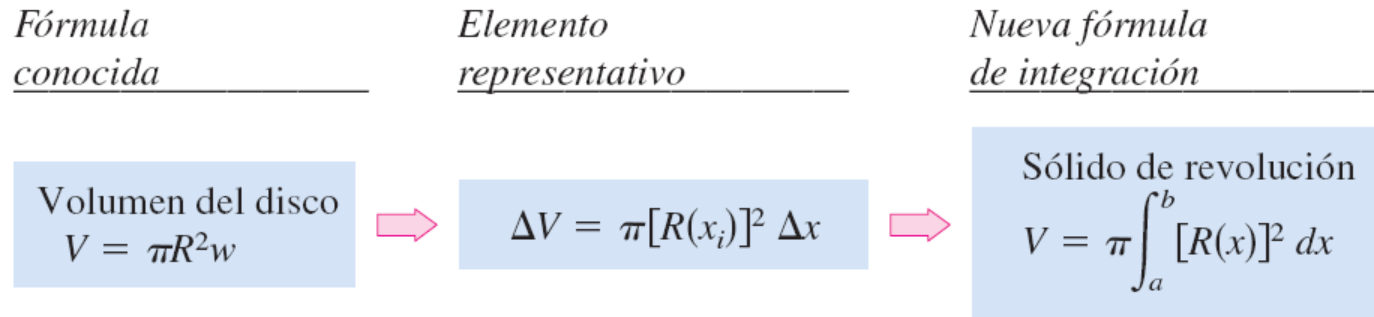 Fórmula
conocida
Elemento
representativo
Nueva fórmula
de integración
Volumen del disco
V = πR²w
ΔV = π[R(xᵢ)]² Δx
Sólido de revolución
V = π∫ₐᵇ [R(x)]² dx